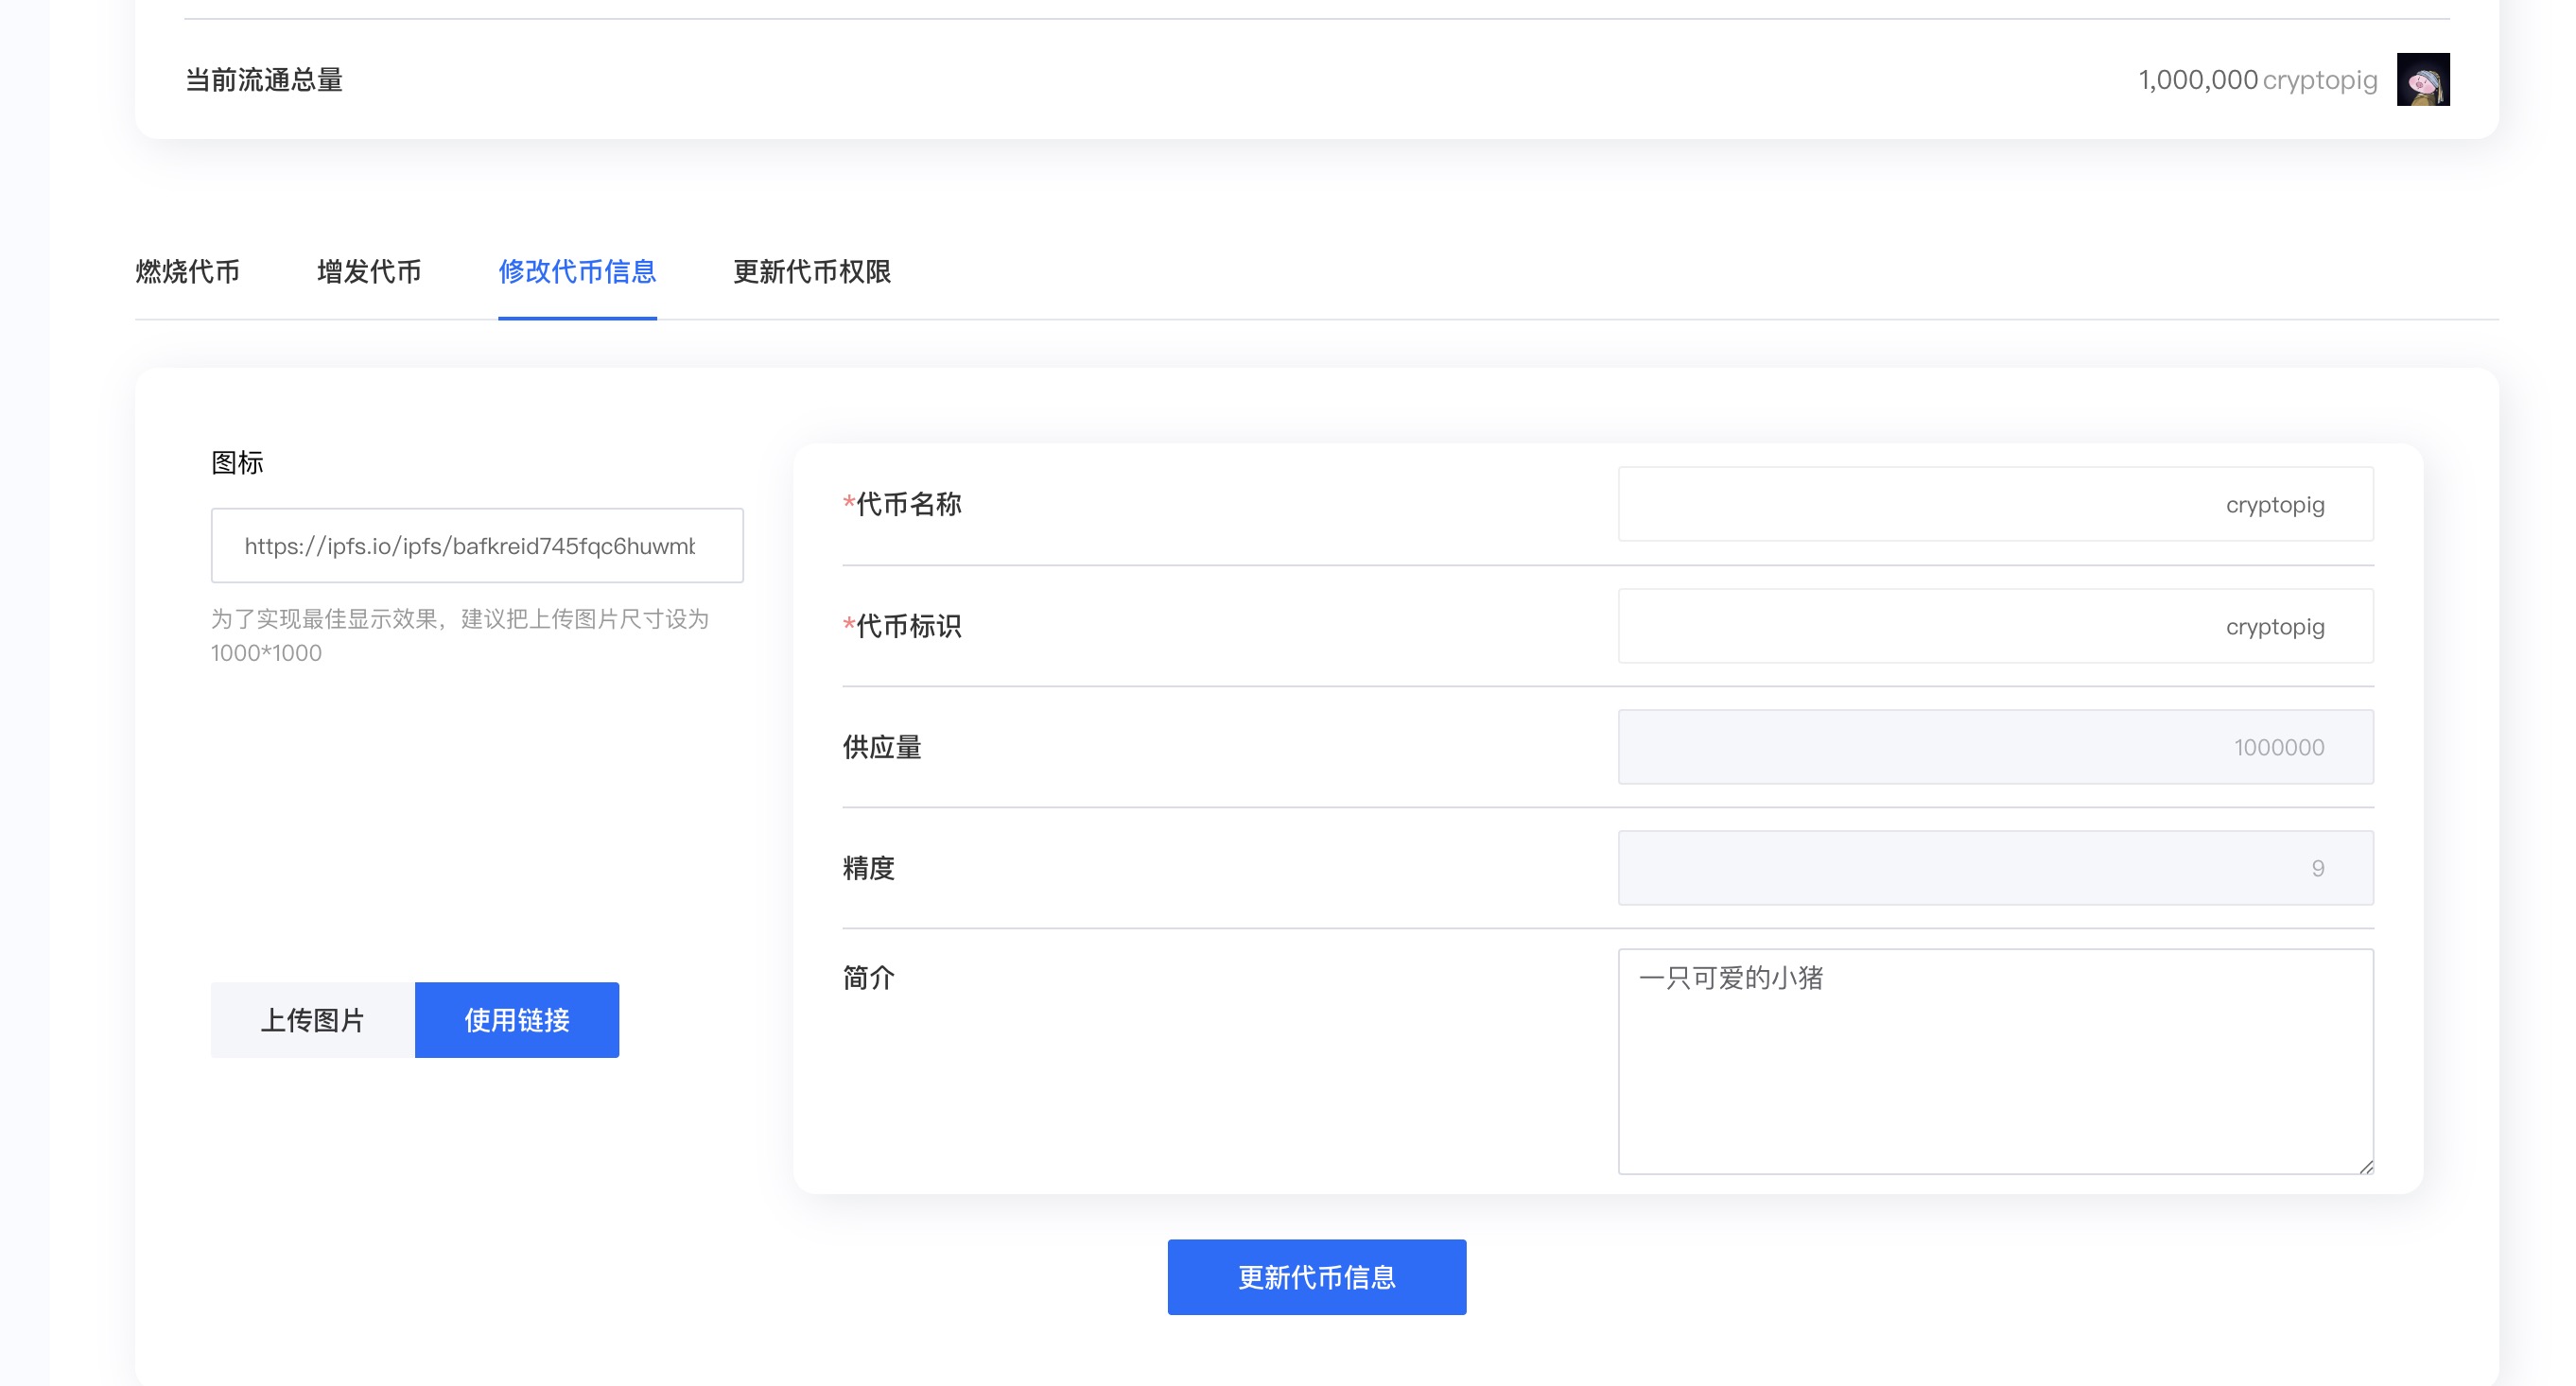 当前流通总量
1,000,000 cryptopig
燃烧代币 增发代币 修改代币信息 更新代币权限
图标
https://ipfs.io/ipfs/bafkreid745fqc6huwm
为了实现最佳显示效果，建议把上传图片尺寸设为
1000*1000
上传图片 使用链接
*代币名称 cryptopig
*代币标识 cryptopig
供应量 1000000
精度 9
简介 一只可爱的小猪
更新代币信息